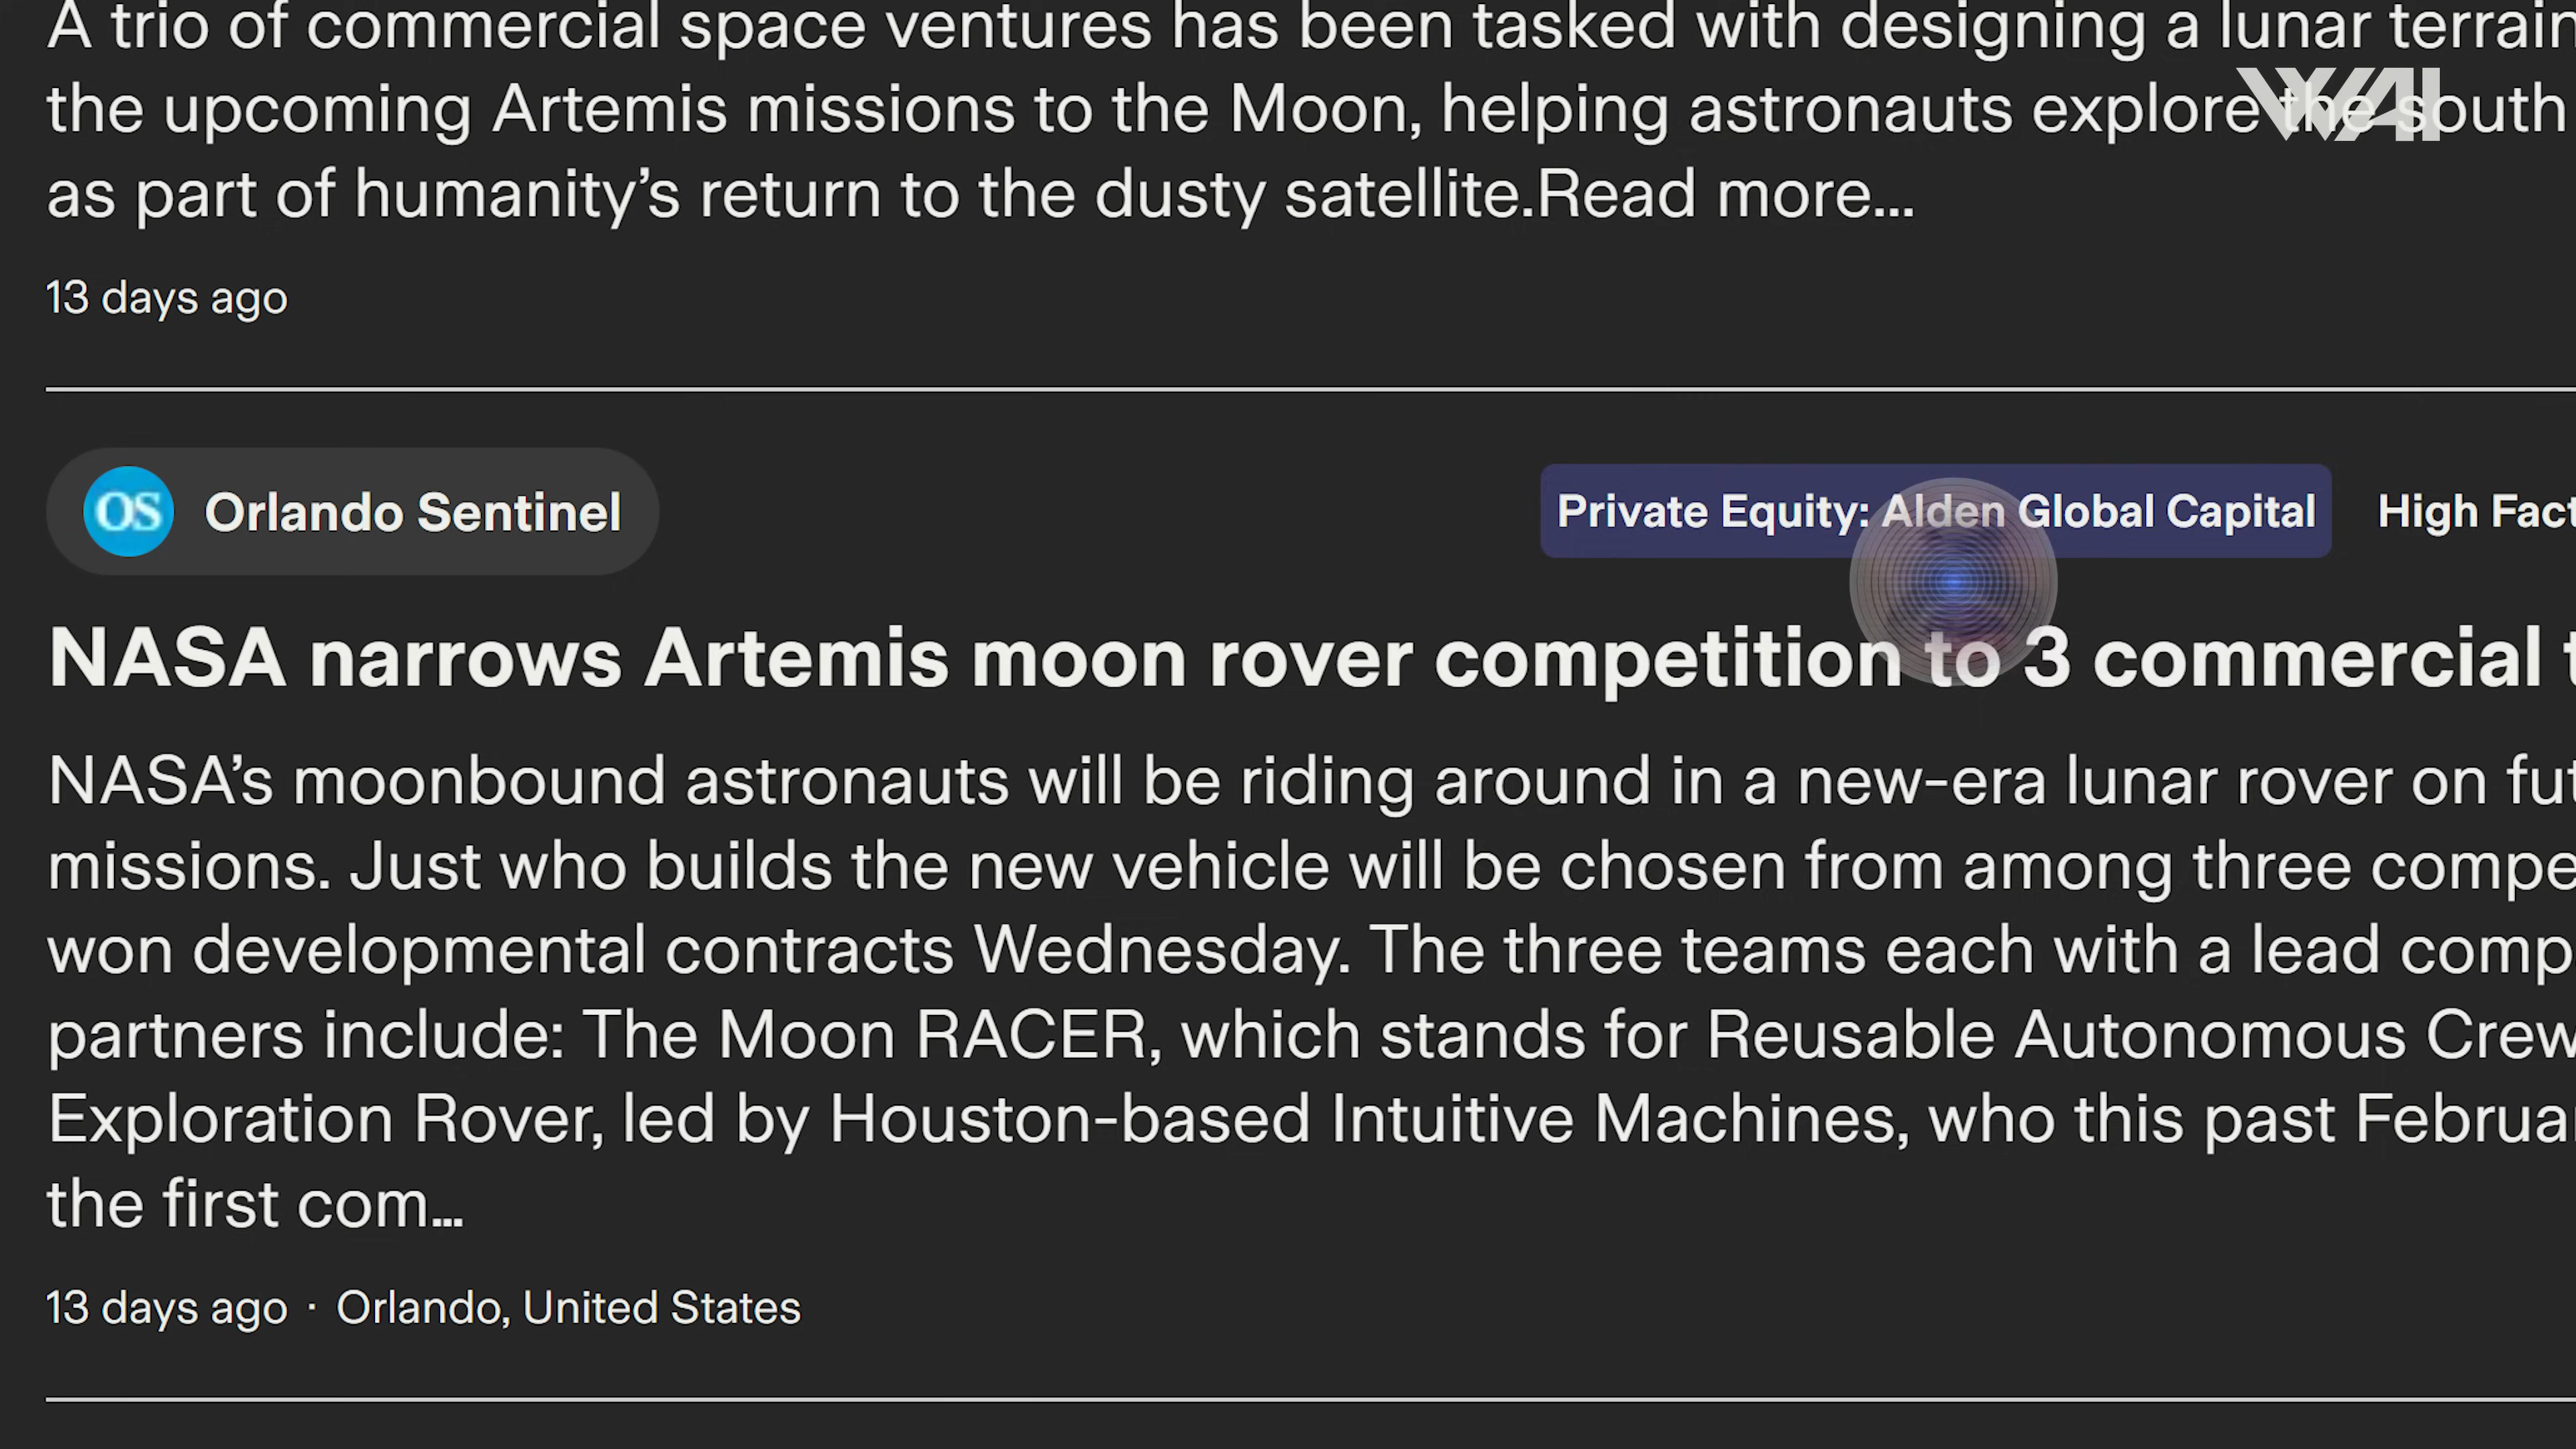 A trio of commercial space ventures has been tasked with designing a lunar terrain
the upcoming Artemis missions to the Moon, helping astronauts explore the south
as part of humanity’s return to the dusty satellite.Read more...
WAI
13 days ago
OS Orlando Sentinel
Private Equity: Alden Global Capital
High Fact
NASA narrows Artemis moon rover competition to 3 commercial t
NASA’s moonbound astronauts will be riding around in a new-era lunar rover on fut
missions. Just who builds the new vehicle will be chosen from among three compe
won developmental contracts Wednesday. The three teams each with a lead comp
partners include: The Moon RACER, which stands for Reusable Autonomous Crew
Exploration Rover, led by Houston-based Intuitive Machines, who this past Februa
the first com…
13 days ago · Orlando, United States